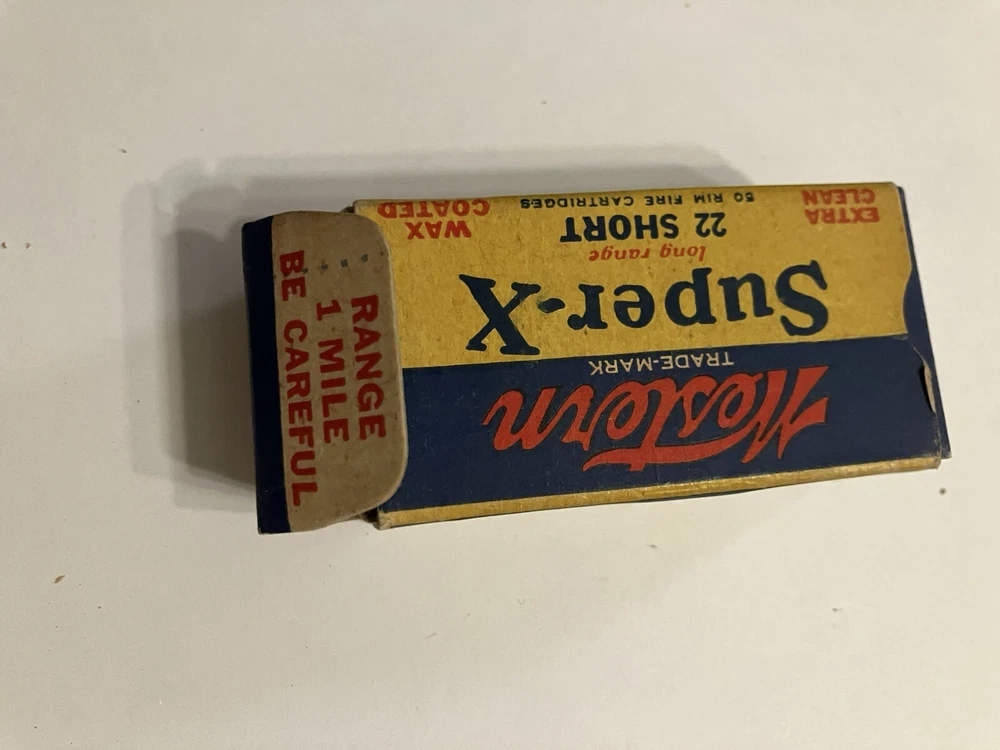 Western
TRADE-MARK
Super-X
long range
22 SHORT
50 RIM FIRE CARTRIDGES
EXTRA
CLEAN
WAX
COATED
RANGE
1 MILE
BE CAREFUL